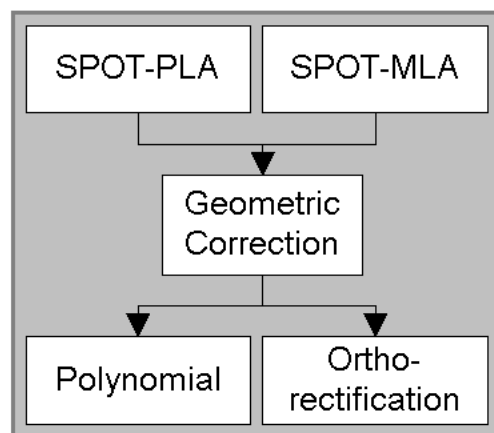 SPOT-PLA
SPOT-MLA
Geometric
Correction
Polynomial
Ortho-
rectification